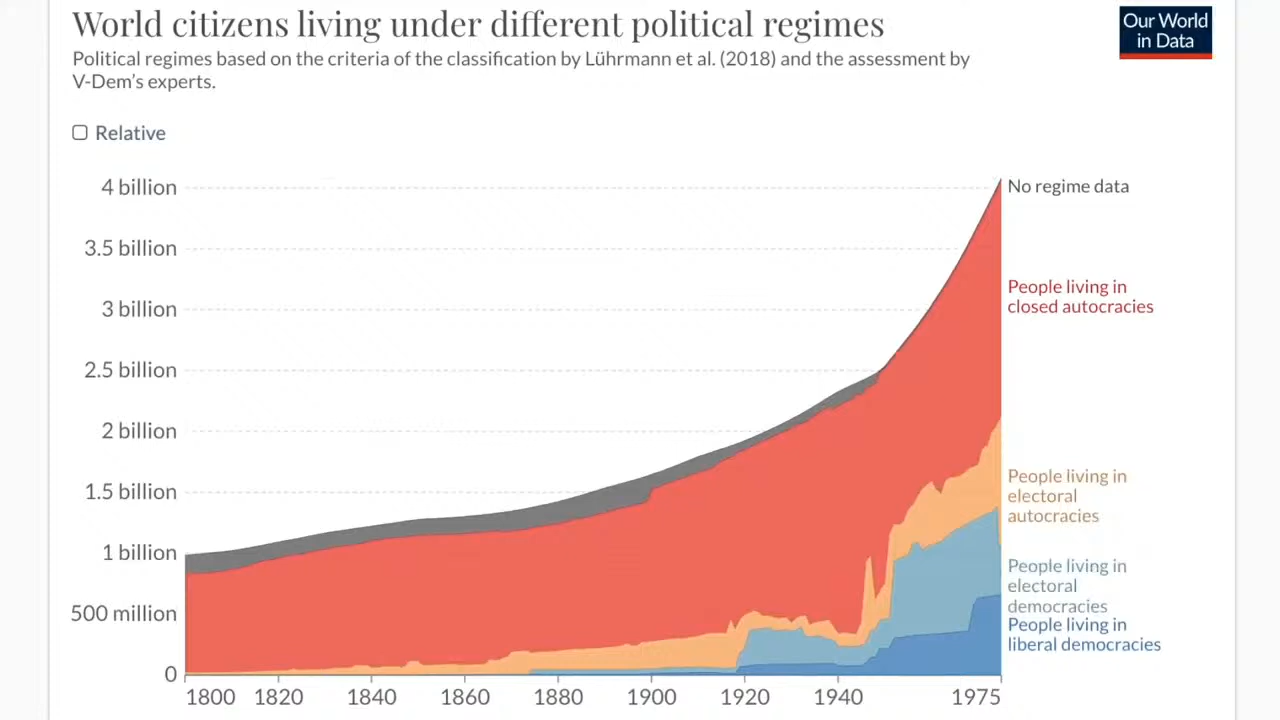 World citizens living under different political regimes
Our World
in Data
Political regimes based on the criteria of the classification by Lührmann et al. (2018) and the assessment by
V-Dem's experts.
Relative
4 billion
3.5 billion
3 billion
2.5 billion
2 billion
1.5 billion
1 billion
500 million
0
No regime data
People living in
closed autocracies
People living in
electoral
autocracies
People living in
electoral
democracies
People living in
liberal democracies
1800 1820 1840 1860 1880 1900 1920 1940 1975